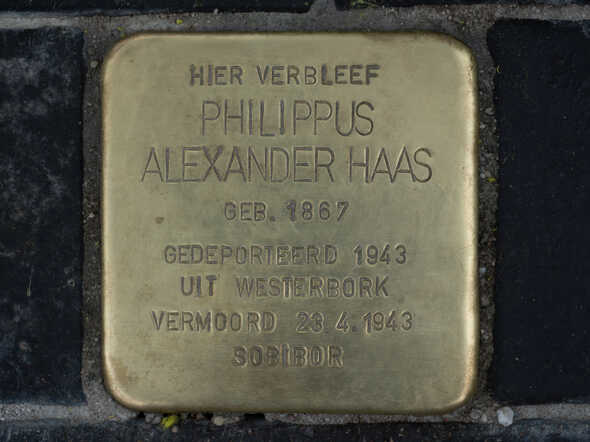 HIER VERBLEEF
PHILIPPUS
ALEXANDER HAAS
GEB. 1867
GEDEPORTEERD 1943
UIT WESTERBORK
VERMOORD 23.4.1943
SOBIBOR